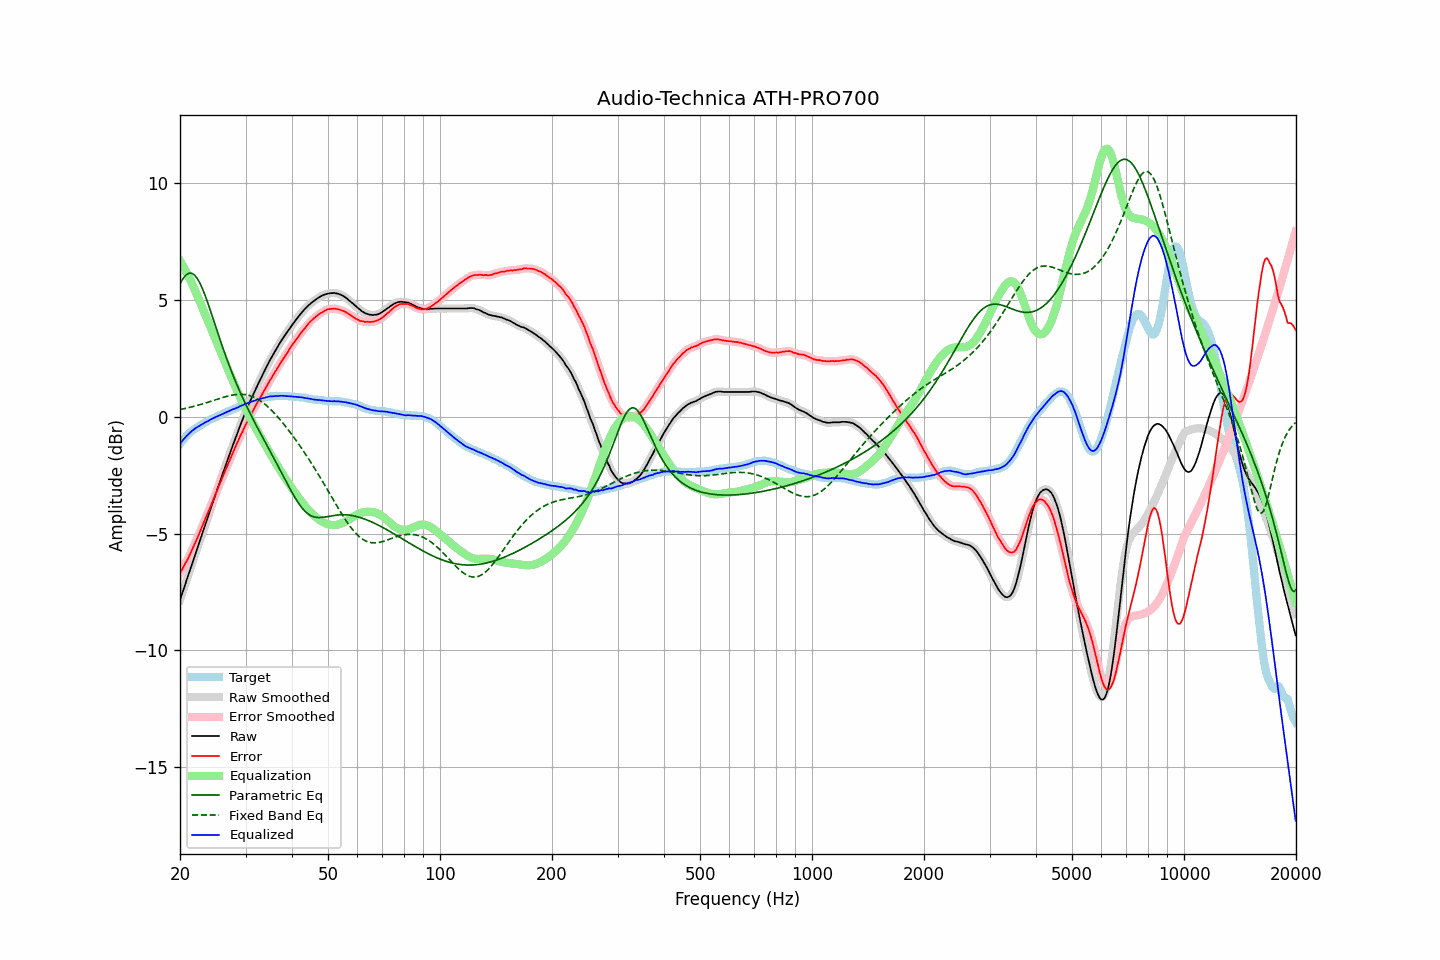 Audio-Technica ATH-PRO700
Amplitude (dBr)
10
5
0
−5
−10
−15
Target
Raw Smoothed
Error Smoothed
Raw
Error
Equalization
Parametric Eq
Fixed Band Eq
Equalized
20 50 100 200 500 1000 2000 5000 10000 20000
Frequency (Hz)